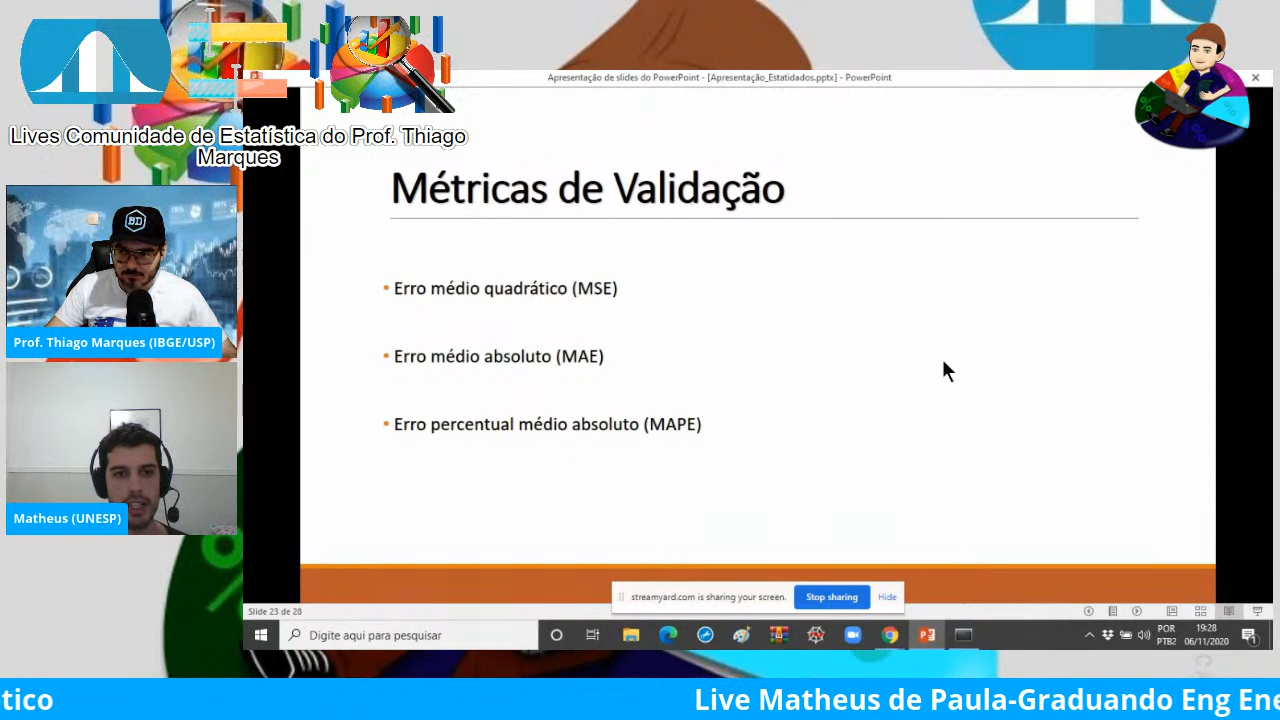 Apresentação de slides do PowerPoint - [Apresentação_Estatidados.pptx] - PowerPoint
Lives Comunidade de Estatística do Prof. Thiago
Marques
Métricas de Validação
• Erro médio quadrático (MSE)
• Erro médio absoluto (MAE)
• Erro percentual médio absoluto (MAPE)
BD
Prof. Thiago Marques (IBGE/USP)
Matheus (UNESP)
streamyard.com is sharing your screen.
Stop sharing
Hide
Slide 23 de 28
Digite aqui para pesquisar
POR
PTB2
19:28
06/11/2020
tico
Live Matheus de Paula-Graduando Eng Ene